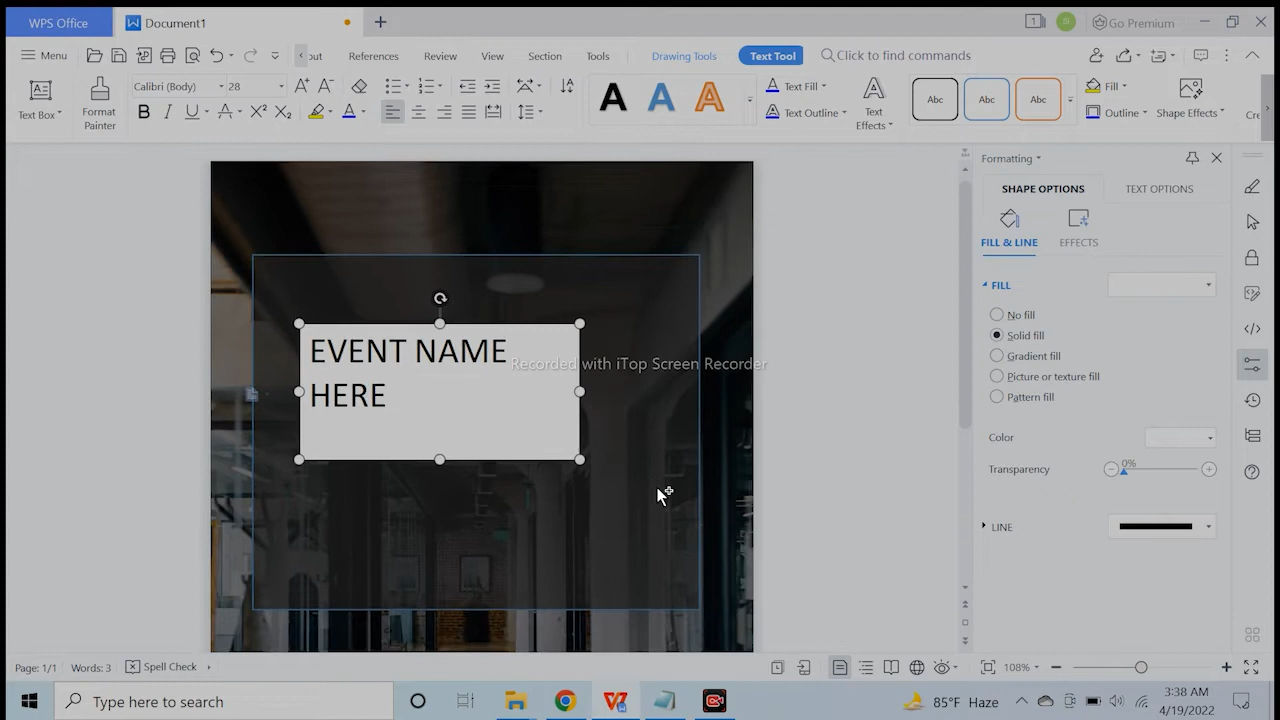 WPS Office
Document1
1
SI
Go Premium
Menu
out
References
Review
View
Section
Tools
Drawing Tools
Text Tool
Click to find commands
Text Box
Format
Painter
Calibri (Body)
28
A
A
A
Text Fill
Text Outline
Text
Effects
Abc
Abc
Abc
Fill
Outline
Shape Effects
Cre
EVENT NAME
HERE
Recorded with iTop Screen Recorder
Formatting
SHAPE OPTIONS
TEXT OPTIONS
FILL & LINE
EFFECTS
FILL
No fill
Solid fill
Gradient fill
Picture or texture fill
Pattern fill
Color
Transparency
0%
LINE
Page: 1/1
Words: 3
Spell Check
108%
Type here to search
85°F Haze
3:38 AM
4/19/2022